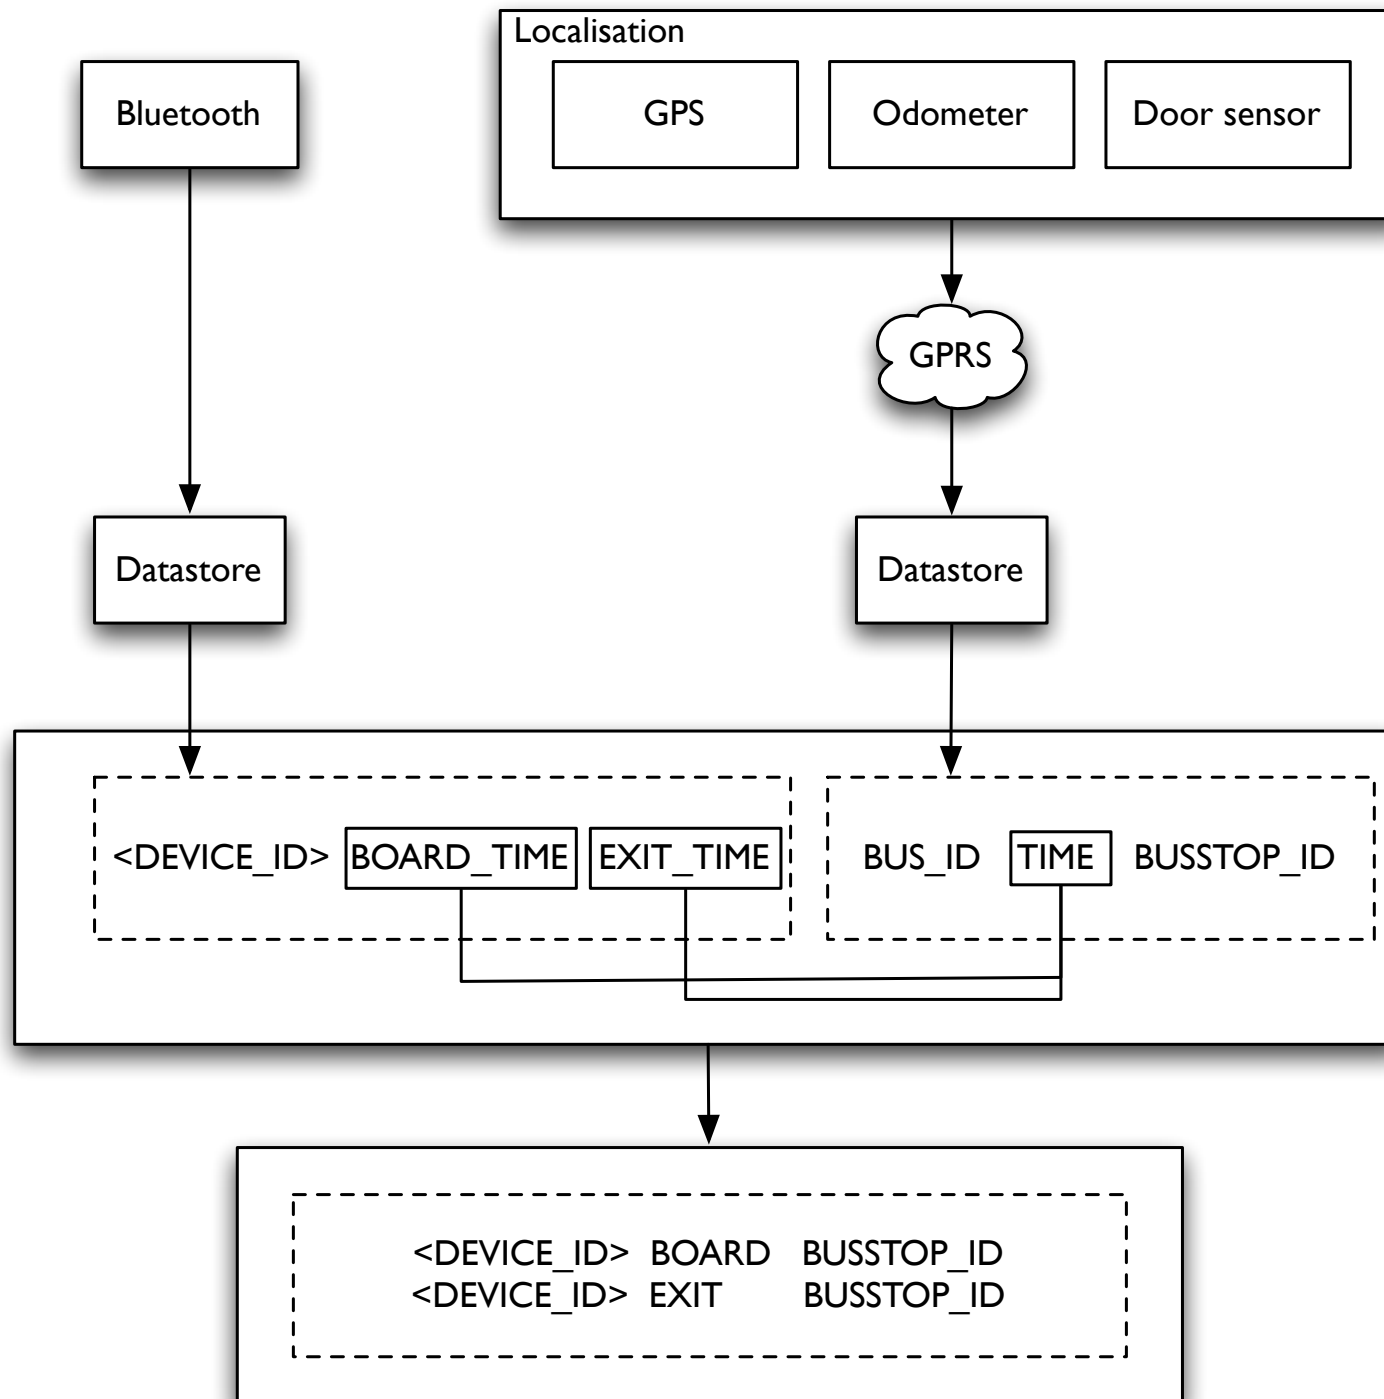 Localisation
Bluetooth
GPS
Odometer
Door sensor
GPRS
Datastore
Datastore
<DEVICE_ID> BOARD_TIME EXIT_TIME
BUS_ID TIME BUSSTOP_ID
<DEVICE_ID> BOARD BUSSTOP_ID
<DEVICE_ID> EXIT BUSSTOP_ID